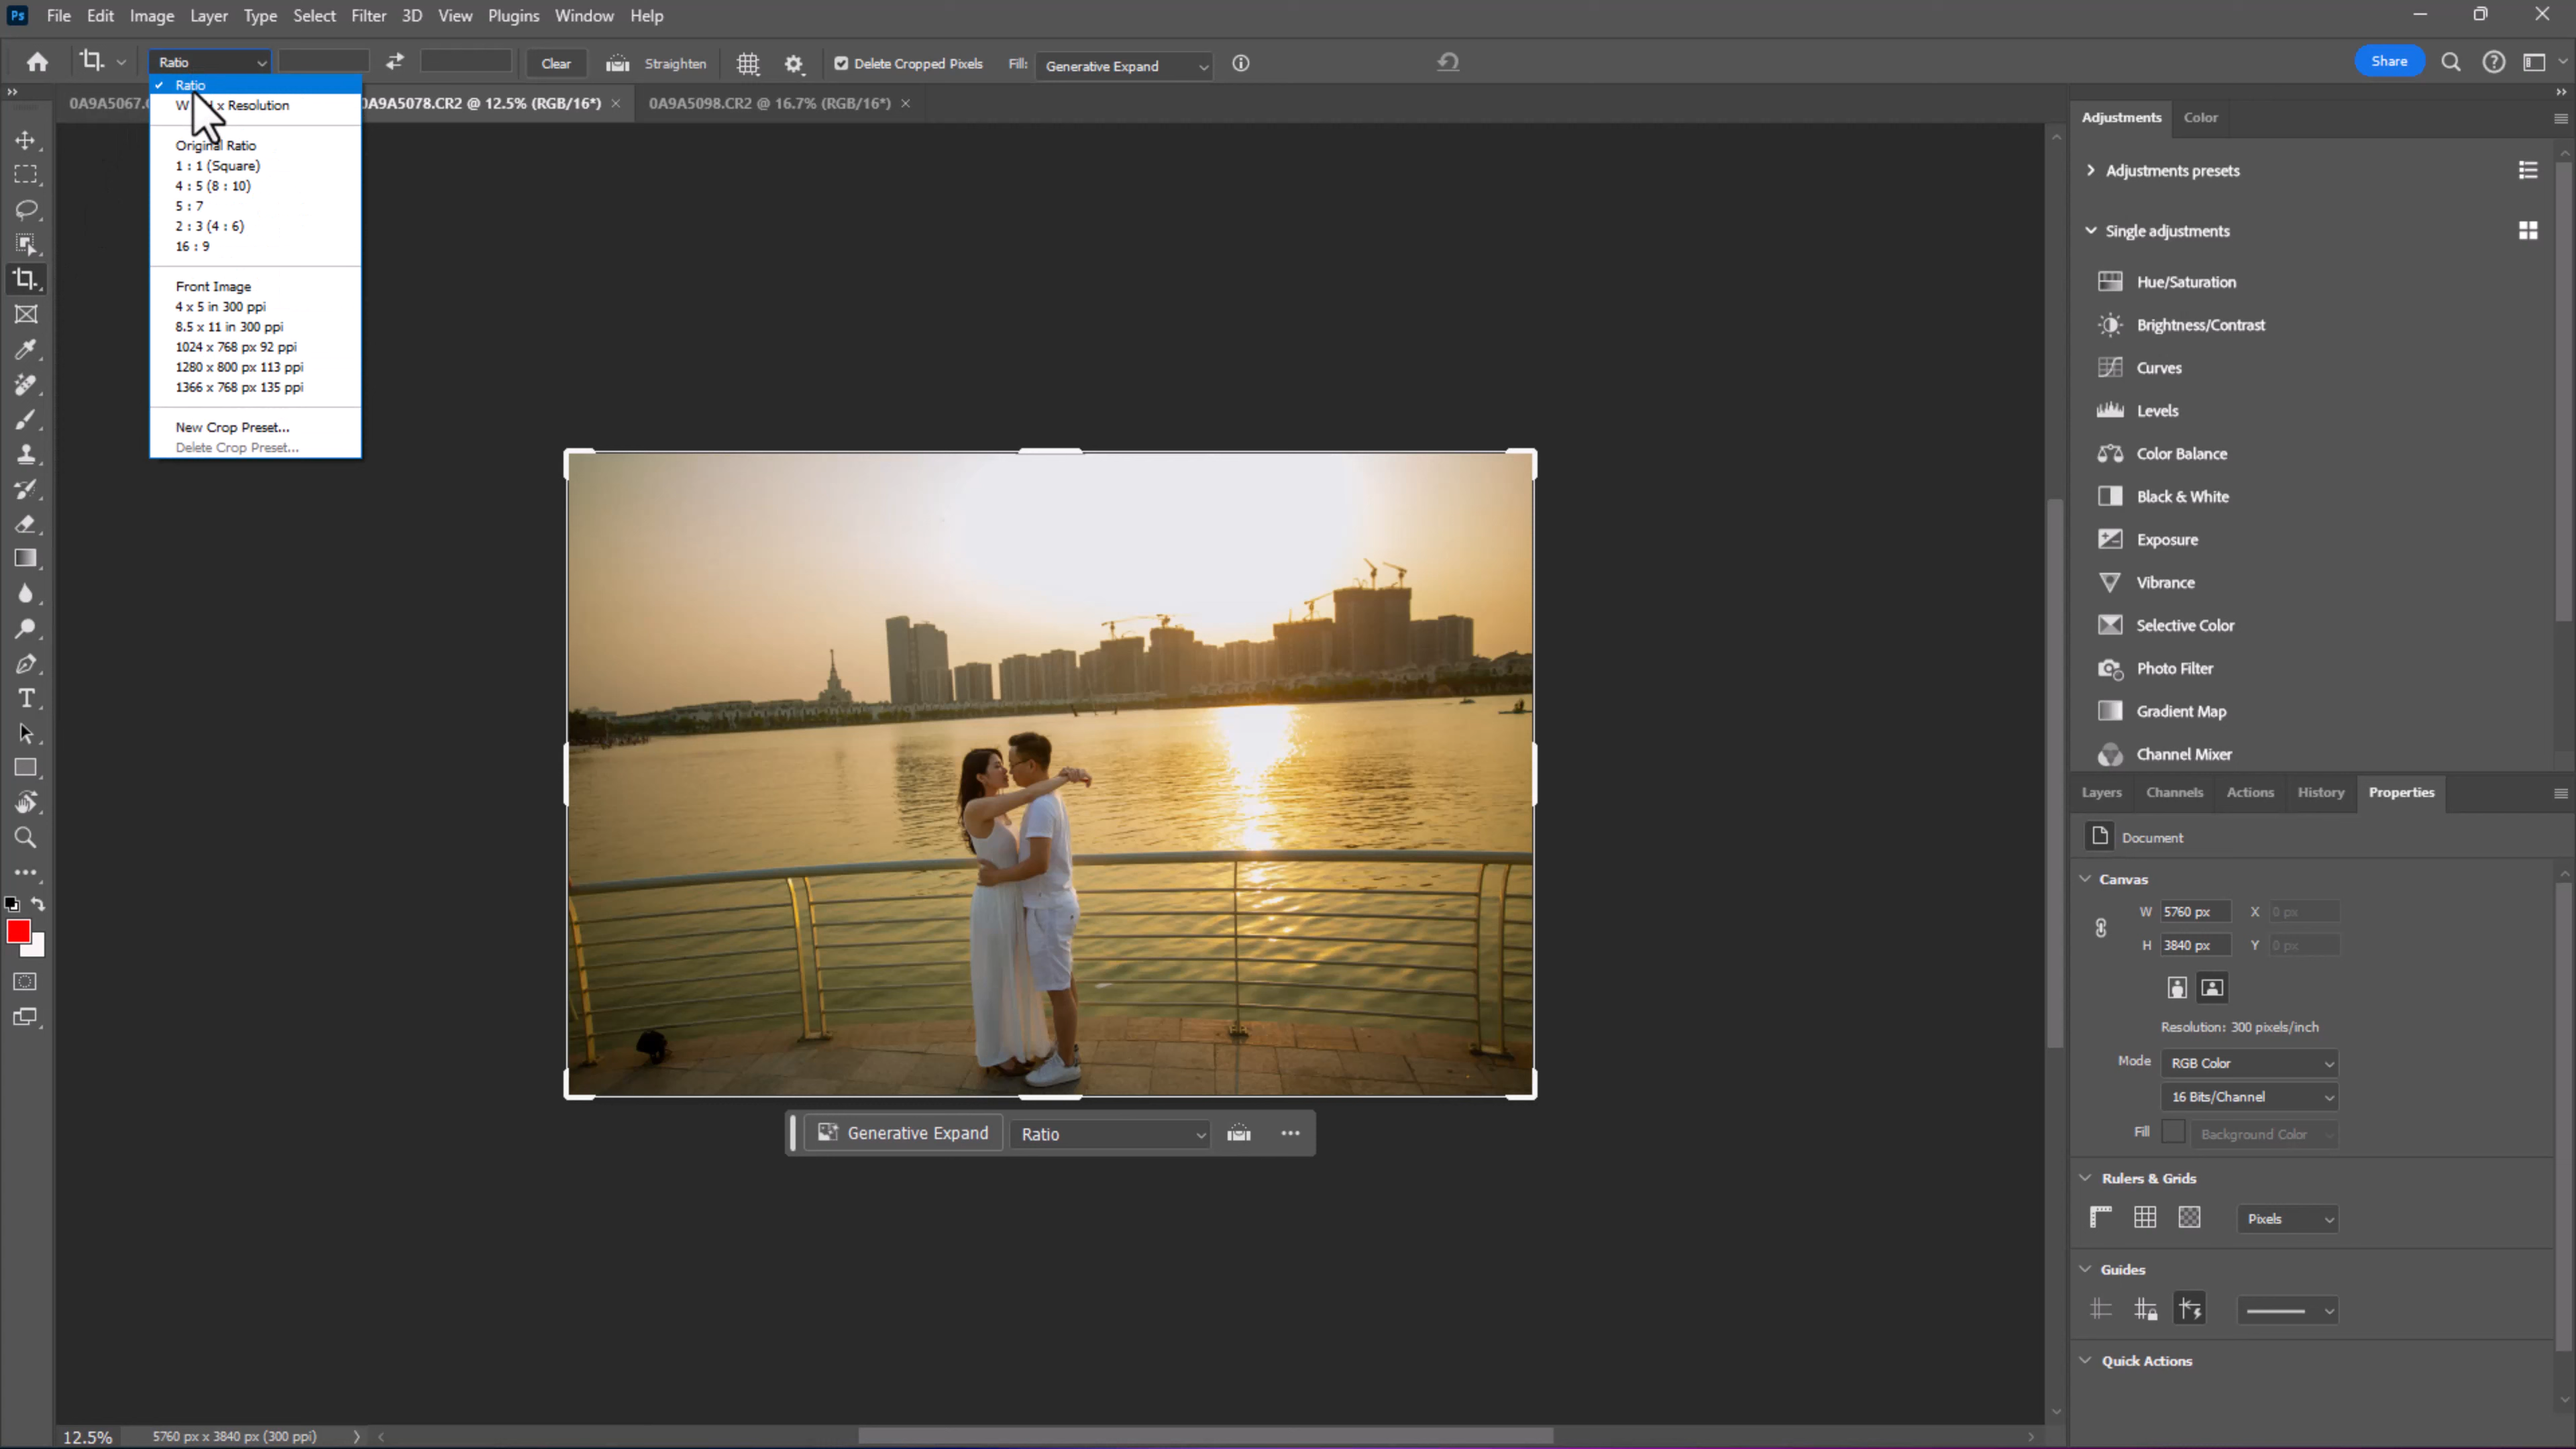 Ps File Edit Image Layer Type Select Filter 3D View Plugins Window Help
Ratio Clear Straighten Delete Cropped Pixels Fill: Generative Expand Share
0A9A5067.C 0A9A5078.CR2 @ 12.5% (RGB/16*) × 0A9A5098.CR2 @ 16.7% (RGB/16*) ×
Ratio
W x Resolution
Original Ratio
1 : 1 (Square)
4 : 5 (8 : 10)
5 : 7
2 : 3 (4 : 6)
16 : 9
Front Image
4 x 5 in 300 ppi
8.5 x 11 in 300 ppi
1024 x 768 px 92 ppi
1280 x 800 px 113 ppi
1366 x 768 px 135 ppi
New Crop Preset...
Delete Crop Preset...
Generative Expand Ratio
Adjustments Color
Adjustments presets
Single adjustments
Hue/Saturation
Brightness/Contrast
Curves
Levels
Color Balance
Black & White
Exposure
Vibrance
Selective Color
Photo Filter
Gradient Map
Channel Mixer
Layers Channels Actions History Properties
Document
Canvas
W 5760 px X 0 px
H 3840 px Y 0 px
Resolution: 300 pixels/inch
Mode RGB Color
16 Bits/Channel
Fill Background Color
Rulers & Grids
Pixels
Guides
Quick Actions
12.5% 5760 px x 3840 px (300 ppi)